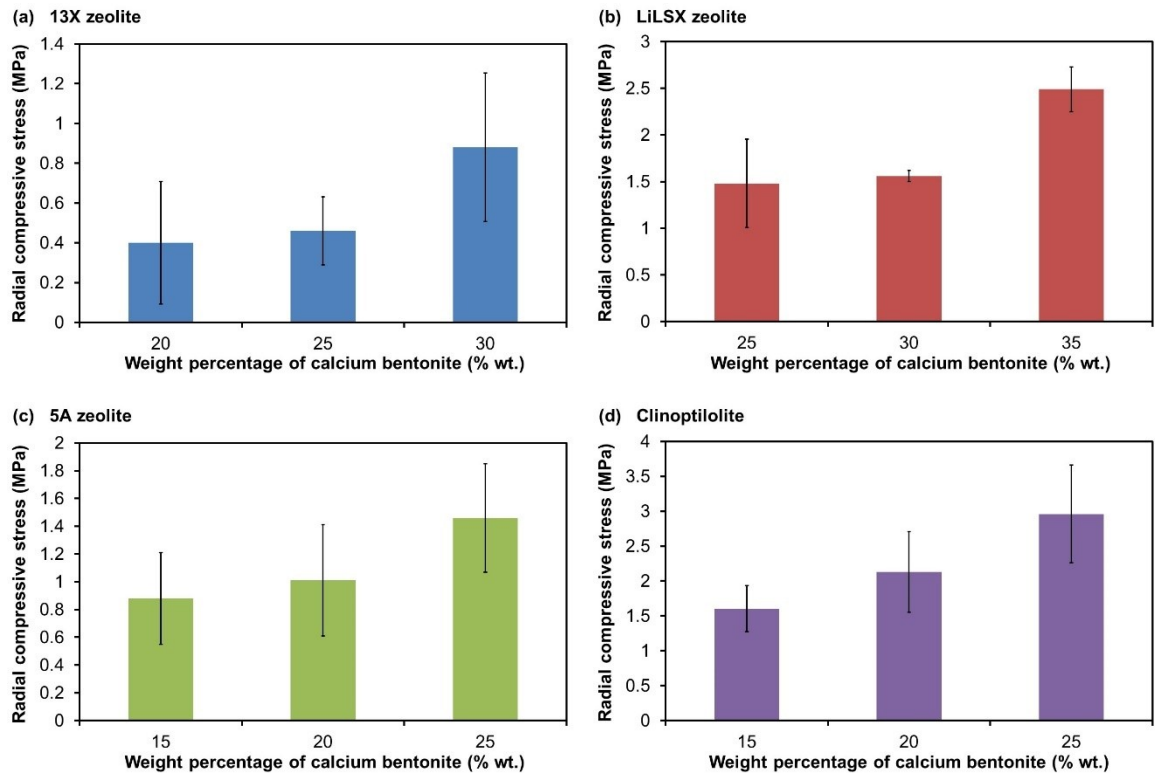 (a) 13X zeolite
Radial compressive stress (MPa)
1.4
1.2
1
0.8
0.6
0.4
0.2
0
20 25 30
Weight percentage of calcium bentonite (% wt.)
(b) LiLSX zeolite
Radial compressive stress (MPa)
3
2.5
2
1.5
1
0.5
0
25 30 35
Weight percentage of calcium bentonite (% wt.)
(c) 5A zeolite
Radial compressive stress (MPa)
2
1.8
1.6
1.4
1.2
1
0.8
0.6
0.4
0.2
0
15 20 25
Weight percentage of calcium bentonite (% wt.)
(d) Clinoptilolite
Radial compressive stress (MPa)
4
3.5
3
2.5
2
1.5
1
0.5
0
15 20 25
Weight percentage of calcium bentonite (% wt.)